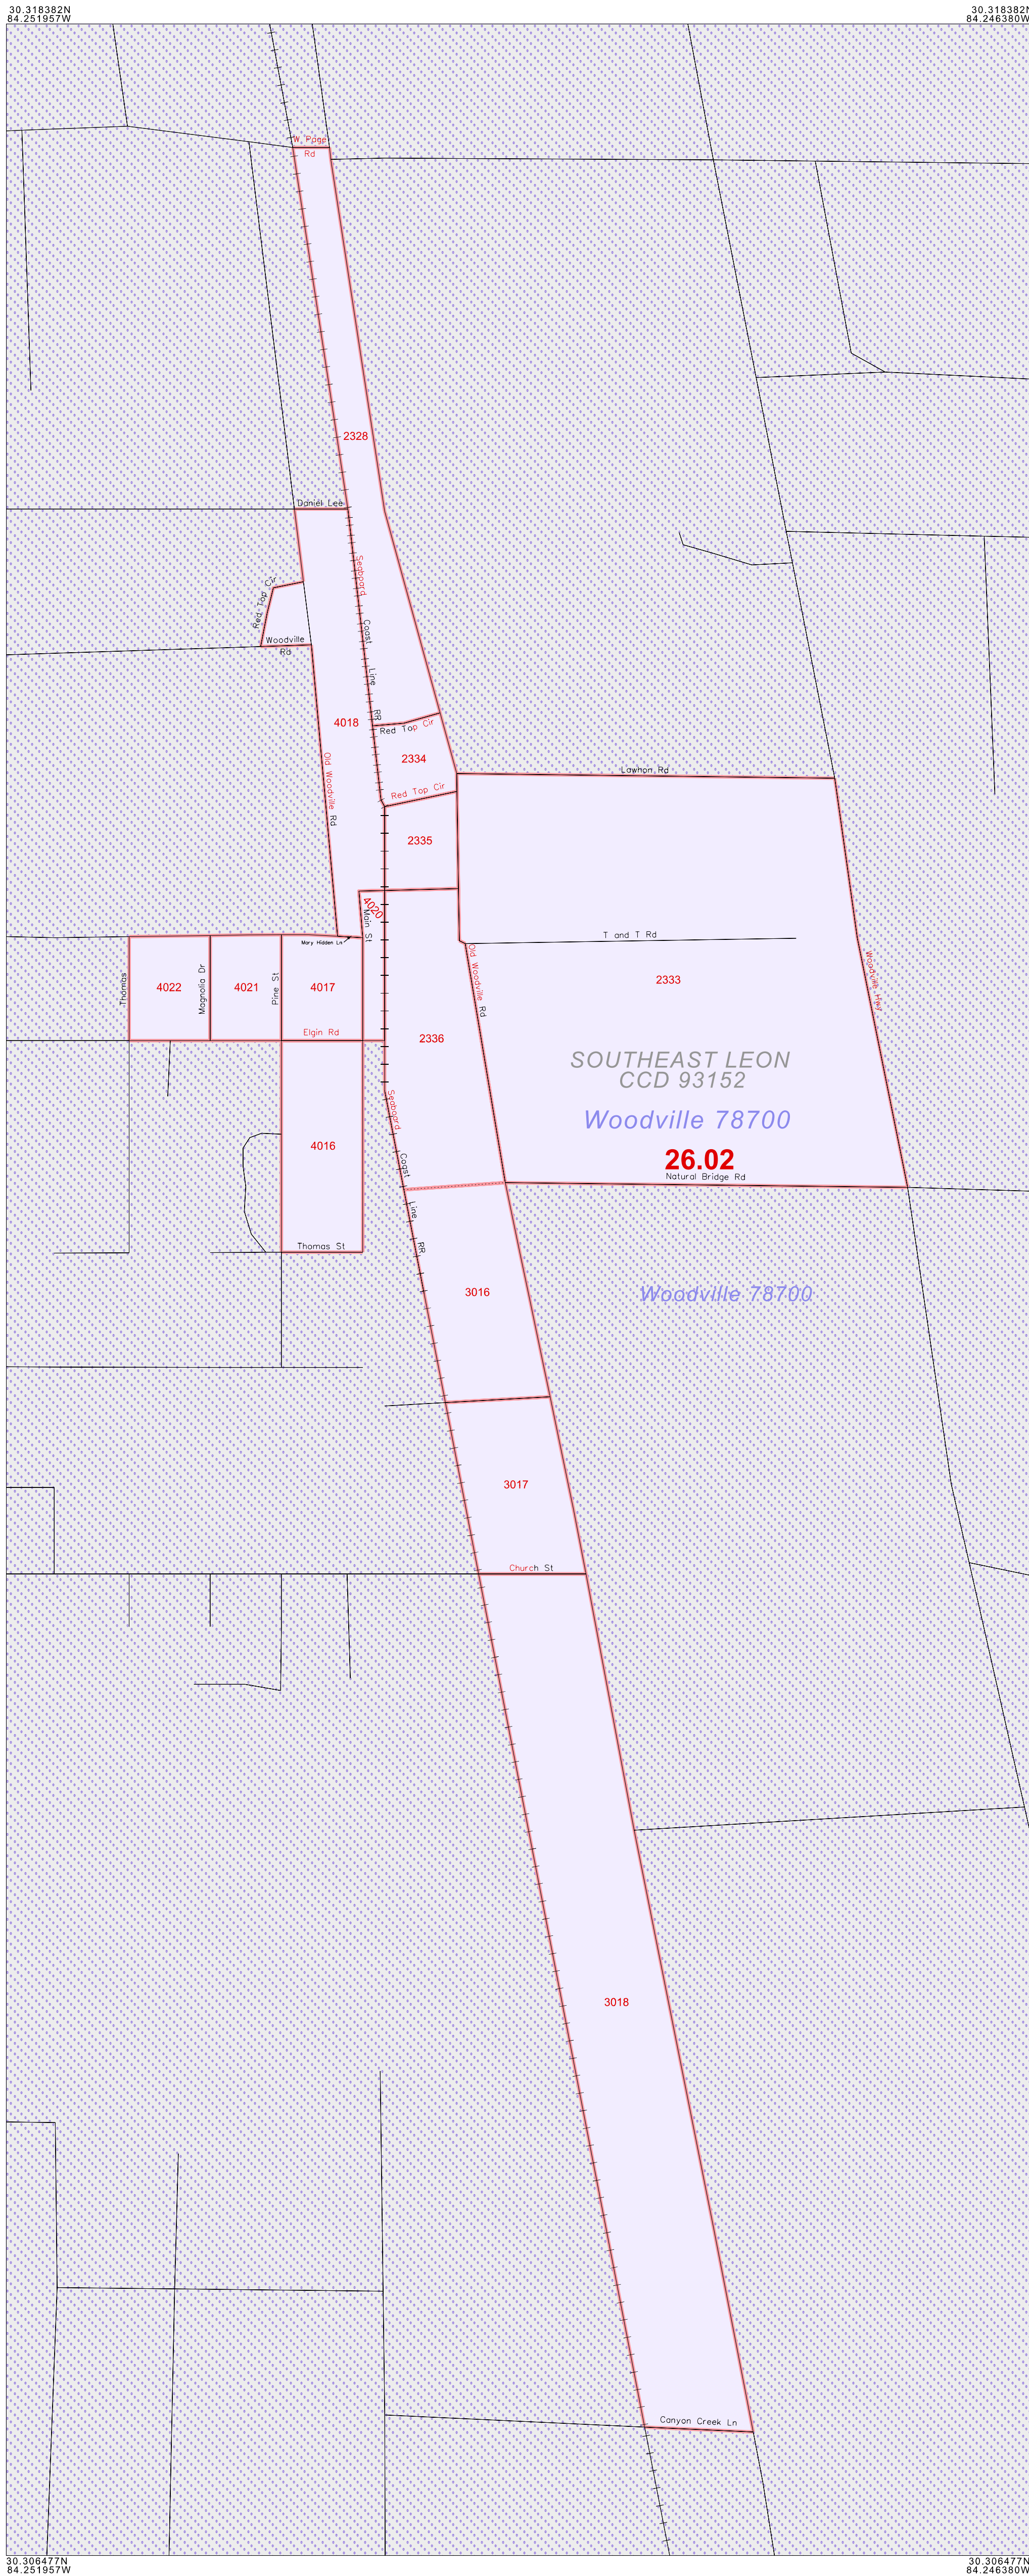 30.318382N
84.251957W
30.318382N
84.246380W
W. Page
Rd
2328
Daniel Lee
Seaboard
Coast
Line
RR
Red Top Cir
Woodville
Rd
4018
Red Top Cir
2334
Lawhon Rd
Old Woodville Rd
Red Top Cir
2335
4020
Main St
Mary Hidden Ln
T and T Rd
Old Woodville Rd
Woodville Hwy
2333
Thomas
4022
Magnolia Dr
4021
Pine St
4017
Elgin Rd
2336
SOUTHEAST LEON
CCD 93152
Woodville 78700
26.02
Natural Bridge Rd
4016
Seaboard
Coast
Line
RR
Thomas St
3016
Woodville 78700
3017
Church St
3018
Canyon Creek Ln
30.306477N
84.251957W
30.306477N
84.246380W